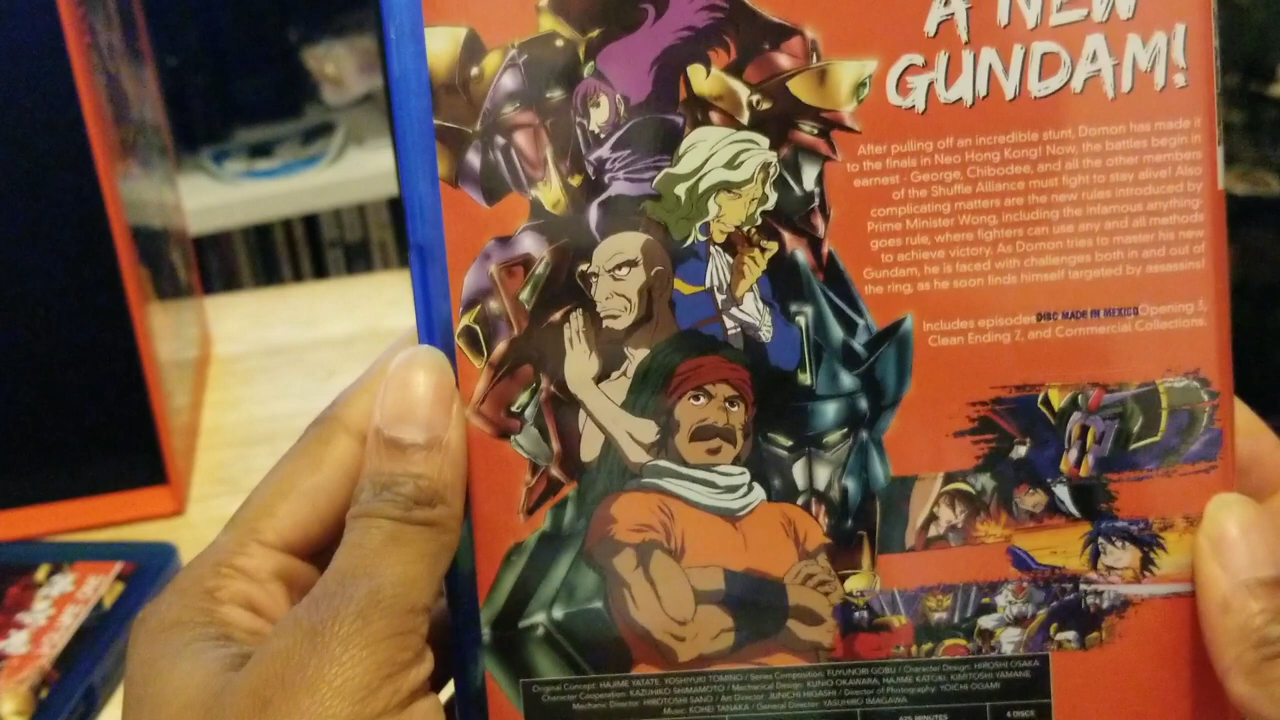 A NEW
GUNDAM!
After pulling off an incredible stunt, Domon has made it
to the finals in Neo Hong Kong! Now, the battles begin in
earnest - George, Chibodee, and all the other members
of the Shuffle Alliance must fight to stay alive! Also
complicating matters are the new rules introduced by
Prime Minister Wong, including the infamous anything-
goes rule, where fighters can use any and all methods
to achieve victory. As Domon tries to master his new
Gundam, he is faced with challenges both in and out of
the ring, as he soon finds himself targeted by assassins!
Includes episodes DISC MADE IN MEXICO Opening 3,
Clean Ending 2, and Commercial Collections.
Original Concept: HAJIME YATATE, YOSHIYUKI TOMINO / Series Composition: FUYUNORI GOBU / Character Design: HIROSHI OSAKA
Character Cooperation: KAZUHIKO SHIMAMOTO / Mechanical Design: KUNIO OKAWARA, HAJIME KATOKI, KIMITOSHI YAMANE
Mechanic Director: HIROTOSHI SANO / Art Director: JUNICHI HIGASHI / Director of Photography: YOICHI OGAMI
Music: KOHEI TANAKA / General Director: YASUHIRO IMAGAWA
625 MINUTES
4 DISCS